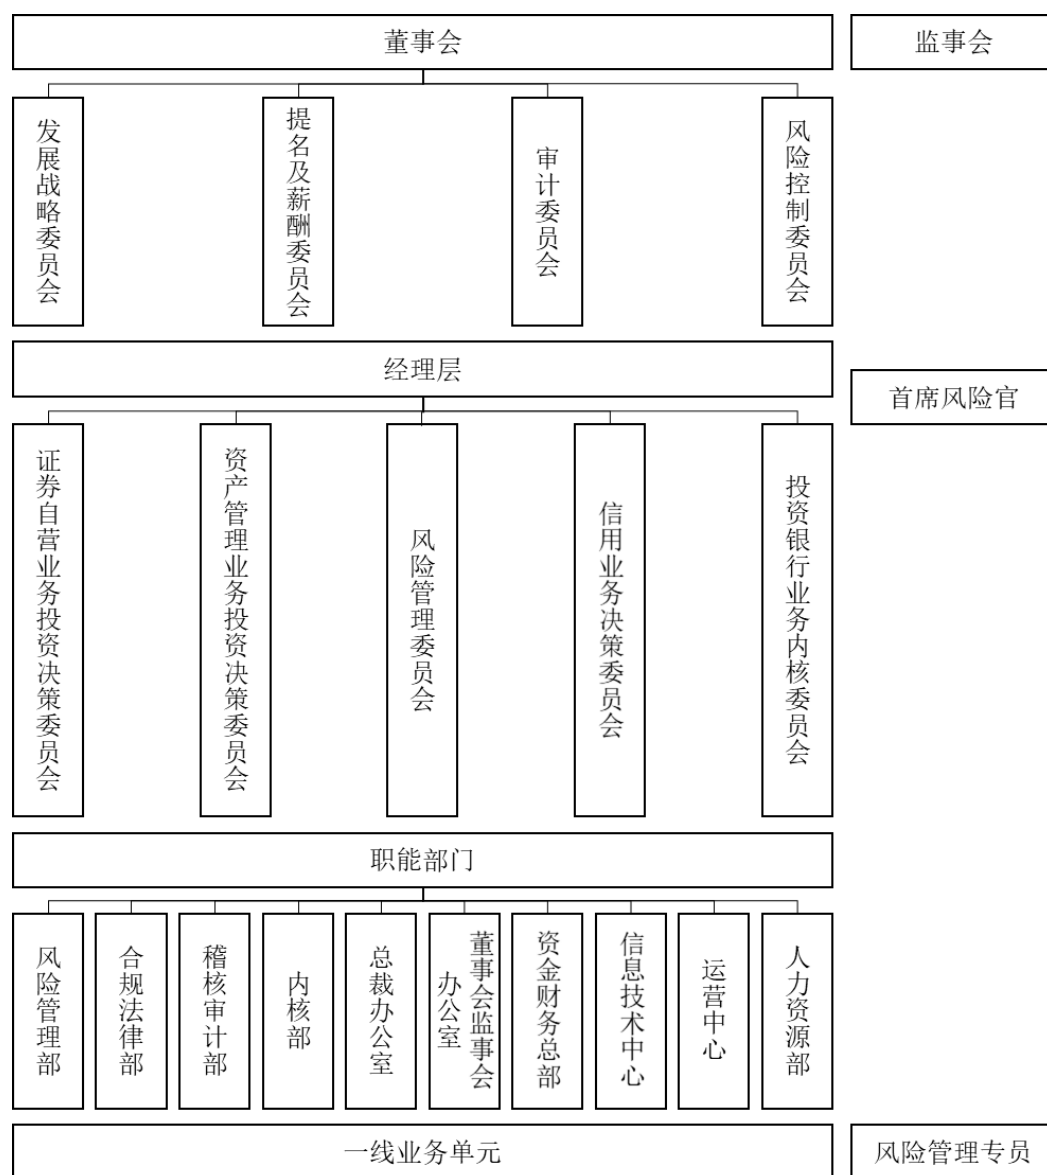 董事会
监事会
发展战略委员会
提名及薪酬委员会
审计委员会
风险控制委员会
经理层
首席风险官
证券自营业务投资决策委员会
资产管理业务投资决策委员会
风险管理委员会
信用业务决策委员会
投资银行业务内核委员会
职能部门
风险管理部
合规法律部
稽核审计部
内核部
总裁办公室
董事会监事会
办公室
资金财务总部
信息技术中心
运营中心
人力资源部
一线业务单元
风险管理专员